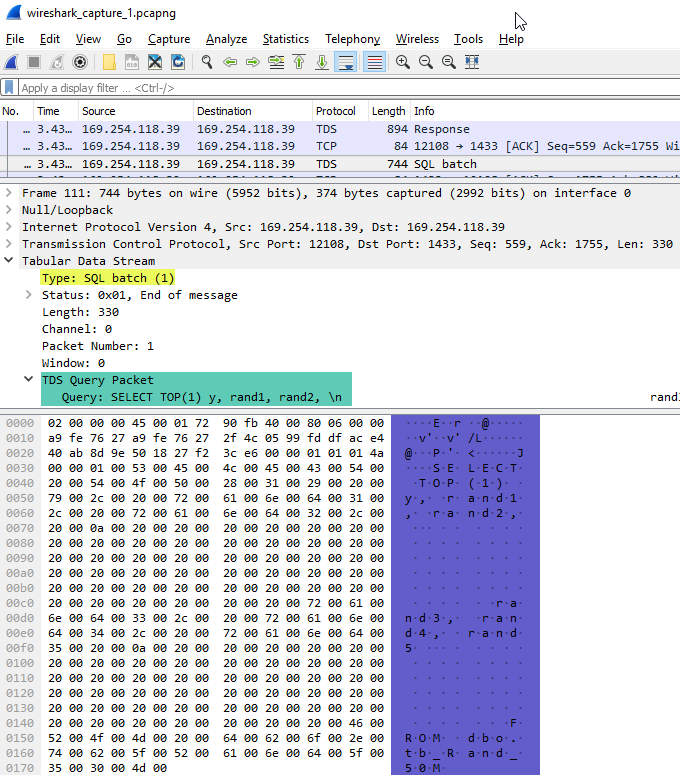 wireshark_capture_1.pcapng
File Edit View Go Capture Analyze Statistics Telephony Wireless Tools Help
Apply a display filter ... <Ctrl-/>
No. Time Source Destination Protocol Length Info
... 3.43... 169.254.118.39 169.254.118.39 TDS 894 Response
... 3.43... 169.254.118.39 169.254.118.39 TCP 84 12108 → 1433 [ACK] Seq=559 Ack=1755 Wi
... 3.43... 169.254.118.39 169.254.118.39 TDS 744 SQL batch
Frame 111: 744 bytes on wire (5952 bits), 374 bytes captured (2992 bits) on interface 0
Null/Loopback
Internet Protocol Version 4, Src: 169.254.118.39, Dst: 169.254.118.39
Transmission Control Protocol, Src Port: 12108, Dst Port: 1433, Seq: 559, Ack: 1755, Len: 330
Tabular Data Stream
Type: SQL batch (1)
Status: 0x01, End of message
Length: 330
Channel: 0
Packet Number: 1
Window: 0
TDS Query Packet
Query: SELECT TOP(1) y, rand1, rand2, \n rand
0000 02 00 00 00 45 00 01 72 90 fb 40 00 80 06 00 00 ····E··r ··@·····
0010 a9 fe 76 27 a9 fe 76 27 2f 4c 05 99 fd df ac e4 ··v'··v' /L······
0020 40 ab 8d 9e 50 18 27 f2 3c e6 00 00 01 01 01 4a @···P·'· <······J
0030 00 00 01 00 53 00 45 00 4c 00 45 00 43 00 54 00 ····S·E· L·E·C·T·
0040 20 00 54 00 4f 00 50 00 28 00 31 00 29 00 20 00  ·T·O·P· (·1·)· ·
0050 79 00 2c 00 20 00 72 00 61 00 6e 00 64 00 31 00 y·,· ·r· a·n·d·1·
0060 2c 00 20 00 72 00 61 00 6e 00 64 00 32 00 2c 00 ,· ·r·a· n·d·2·,·
0070 20 00 0a 00 20 00 20 00 20 00 20 00 20 00 20 00
0080 20 00 20 00 20 00 20 00 20 00 20 00 20 00 20 00
0090 20 00 20 00 20 00 20 00 20 00 20 00 20 00 20 00
00a0 20 00 20 00 20 00 20 00 20 00 20 00 20 00 20 00
00b0 20 00 20 00 20 00 20 00 20 00 20 00 20 00 20 00
00c0 20 00 20 00 20 00 20 00 20 00 20 00 72 00 61 00 · · · · · ·r·a·
00d0 6e 00 64 00 33 00 2c 00 20 00 72 00 61 00 6e 00 n·d·3·,· ·r·a·n·
00e0 64 00 34 00 2c 00 20 00 72 00 61 00 6e 00 64 00 d·4·,· · r·a·n·d·
00f0 35 00 20 00 0a 00 20 00 20 00 20 00 20 00 20 00 5· ··· · · · · ·
0100 20 00 20 00 20 00 20 00 20 00 20 00 20 00 20 00
0110 20 00 20 00 20 00 20 00 20 00 20 00 20 00 20 00
0120 20 00 20 00 20 00 20 00 20 00 20 00 20 00 20 00
0130 20 00 20 00 20 00 20 00 20 00 20 00 20 00 20 00
0140 20 00 20 00 20 00 20 00 20 00 20 00 20 00 46 00 · · · · · · ·F·
0150 52 00 4f 00 4d 00 20 00 64 00 62 00 6f 00 2e 00 R·O·M· · d·b·o·.·
0160 74 00 62 00 5f 00 52 00 61 00 6e 00 64 00 5f 00 t·b·_·R· a·n·d·_·
0170 35 00 30 00 4d 00 5·0·M·